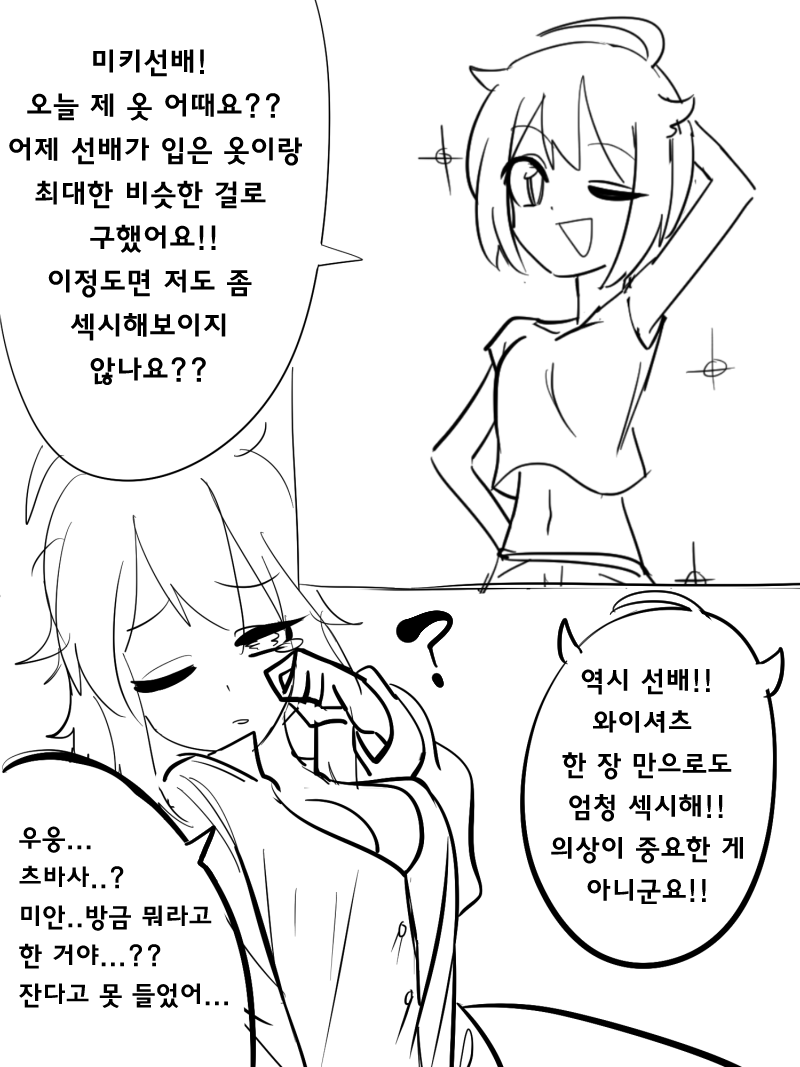 미키선배!
오늘 제 옷 어때요??
어제 선배가 입은 옷이랑
최대한 비슷한 걸로
구했어요!!
이정도면 저도 좀
섹시해보이지
않나요??
?
역시 선배!!
와이셔츠
한 장 만으로도
엄청 섹시해!!
의상이 중요한 게
아니군요!!
우웅...
츠바사..?
미안..방금 뭐라고
한 거야...??
잔다고 못 들었어...